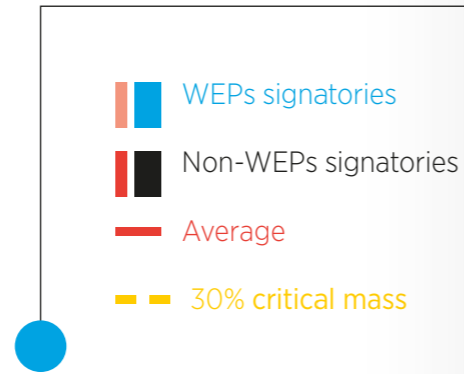 WEPs signatories
Non-WEPs signatories
Average
30% critical mass